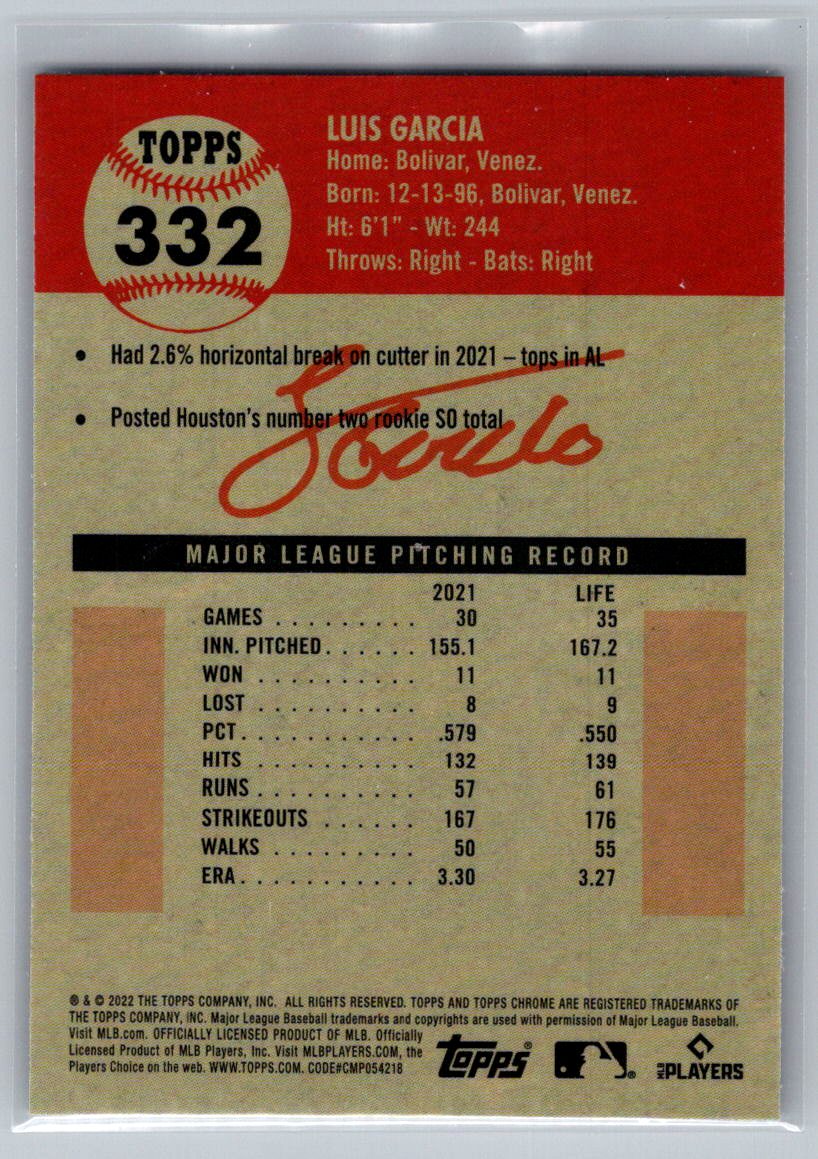 TOPPS
332
LUIS GARCIA
Home: Bolivar, Venez.
Born: 12-13-96, Bolivar, Venez.
Ht: 6'1" - Wt: 244
Throws: Right - Bats: Right
• Had 2.6% horizontal break on cutter in 2021 – tops in AL
• Posted Houston's number two rookie SO total
MAJOR LEAGUE PITCHING RECORD
2021 LIFE
GAMES . . . . . . . . . 30 35
INN. PITCHED. . . . . . 155.1 167.2
WON . . . . . . . . . . 11 11
LOST . . . . . . . . . . 8 9
PCT. . . . . . . . . . . .579 .550
HITS . . . . . . . . . . 132 139
RUNS . . . . . . . . . . 57 61
STRIKEOUTS . . . . . . 167 176
WALKS . . . . . . . . . 50 55
ERA. . . . . . . . . . . 3.30 3.27
® & © 2022 THE TOPPS COMPANY, INC. ALL RIGHTS RESERVED. TOPPS AND TOPPS CHROME ARE REGISTERED TRADEMARKS OF
THE TOPPS COMPANY, INC. Major League Baseball trademarks and copyrights are used with permission of Major League Baseball.
Visit MLB.com. OFFICIALLY LICENSED PRODUCT OF MLB. Officially
Licensed Product of MLB Players, Inc. Visit MLBPLAYERS.COM, the
Players Choice on the web. WWW.TOPPS.COM. CODE#CMP054218
topps®
®
MLB PLAYERS